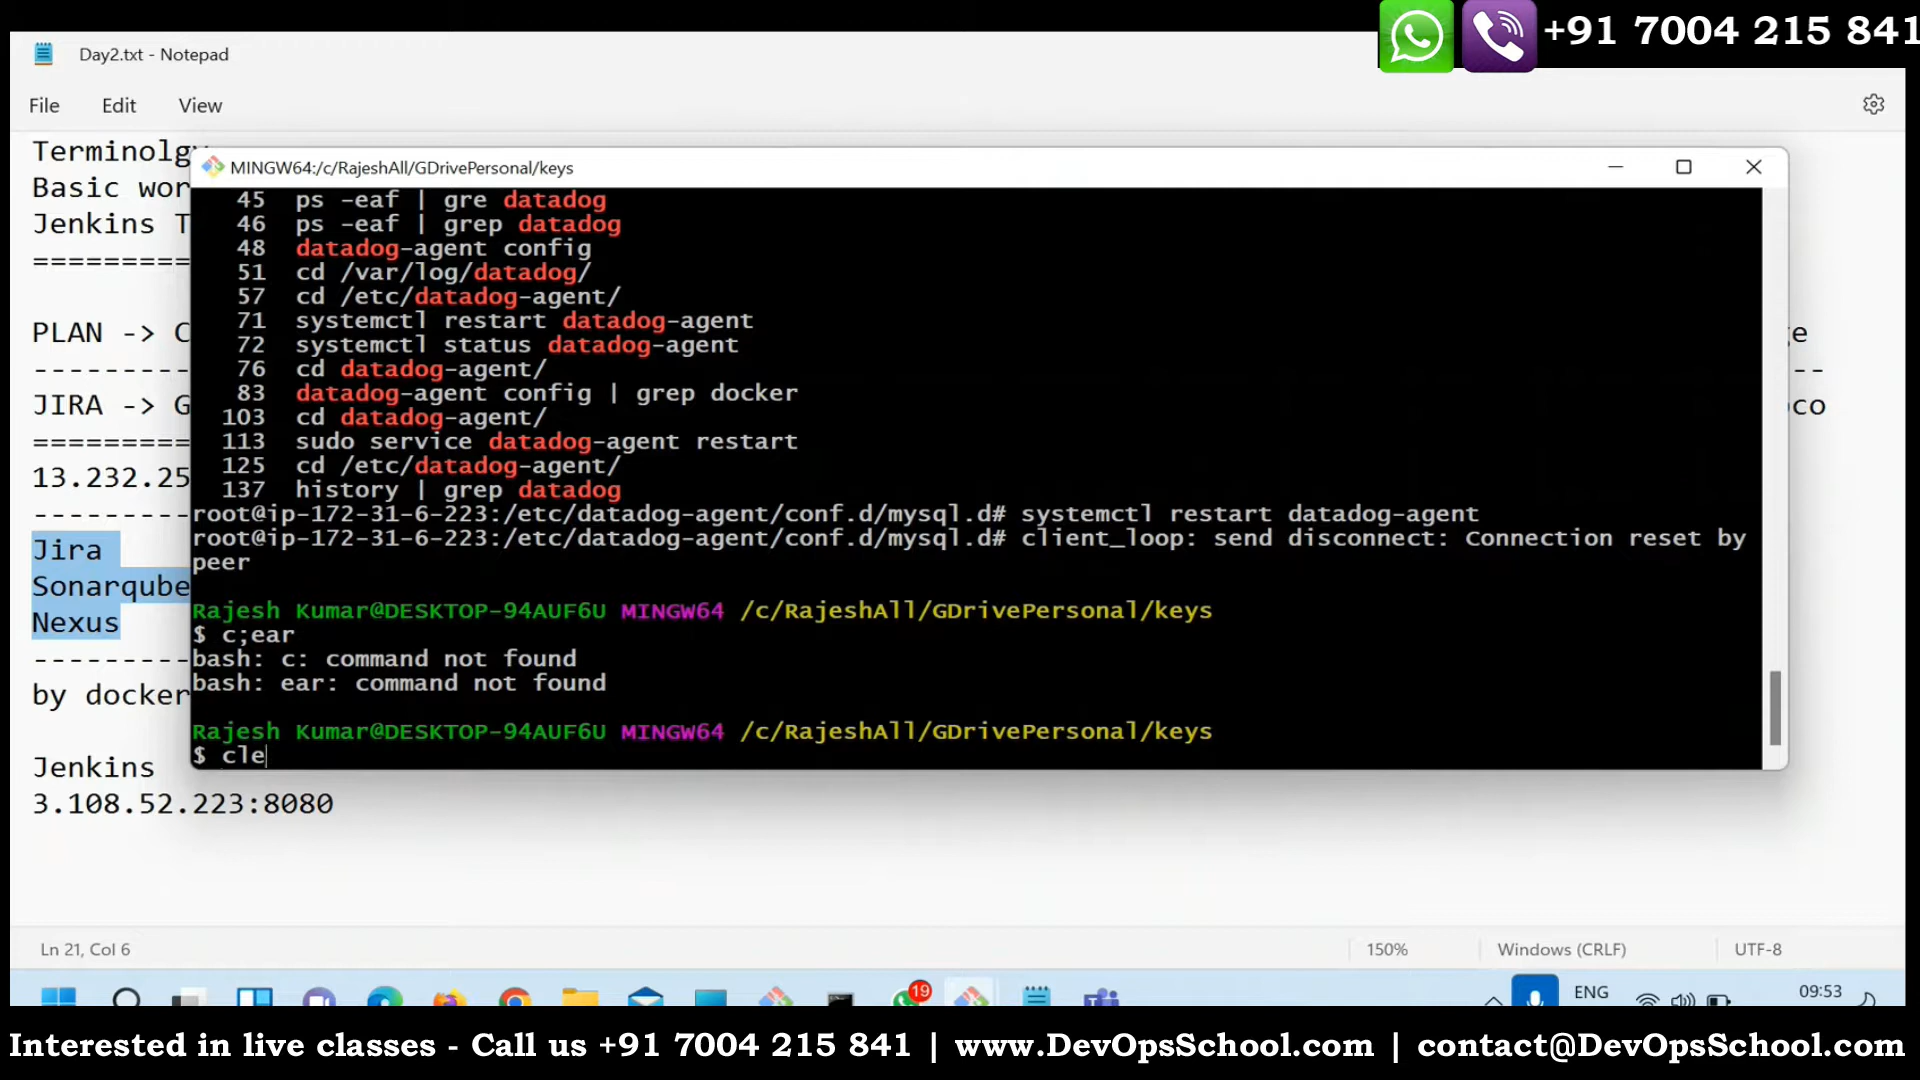 +91 7004 215 841
Day2.txt - Notepad
File Edit View
Terminolgy
Basic wor
Jenkins T
==========
PLAN -> C
JIRA -> G
==========
13.232.25
---------
Jira
Sonarqube
Nexus
---------
by docker
Jenkins
3.108.52.223:8080
MINGW64:/c/RajeshAll/GDrivePersonal/keys
45 ps -eaf | gre datadog
46 ps -eaf | grep datadog
48 datadog-agent config
51 cd /var/log/datadog/
57 cd /etc/datadog-agent/
71 systemctl restart datadog-agent
72 systemctl status datadog-agent
76 cd datadog-agent/
83 datadog-agent config | grep docker
103 cd datadog-agent/
113 sudo service datadog-agent restart
125 cd /etc/datadog-agent/
137 history | grep datadog
root@ip-172-31-6-223:/etc/datadog-agent/conf.d/mysql.d# systemctl restart datadog-agent
root@ip-172-31-6-223:/etc/datadog-agent/conf.d/mysql.d# client_loop: send disconnect: Connection reset by
peer
Rajesh Kumar@DESKTOP-94AUF6U MINGW64 /c/RajeshAll/GDrivePersonal/keys
$ c;ear
bash: c: command not found
bash: ear: command not found
Rajesh Kumar@DESKTOP-94AUF6U MINGW64 /c/RajeshAll/GDrivePersonal/keys
$ cle
Ln 21, Col 6 150% Windows (CRLF) UTF-8
19
ENG 09:53
Interested in live classes - Call us +91 7004 215 841 | www.DevOpsSchool.com | contact@DevOpsSchool.com